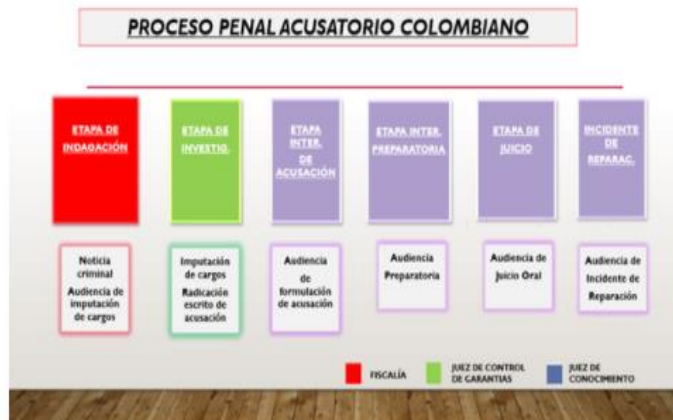 PROCESO PENAL ACUSATORIO COLOMBIANO
ETAPA DE
INDAGACIÓN
ETAPA DE
INVESTIG.
ETAPA
INTER.
DE
ACUSACIÓN
ETAPA INTER.
PREPARATORIA
ETAPA DE
JUICIO
INCIDENTE
DE
REPARAC.
Noticia
criminal
Audiencia de
imputación
de cargos
Imputación
de cargos
Radicación
escrito de
acusación
Audiencia
de
formulación
de acusación
Audiencia
Preparatoria
Audiencia de
Juicio Oral
Audiencia de
Incidente de
Reparación
FISCALÍA
JUEZ DE CONTROL
DE GARANTIAS
JUEZ DE
CONOCIMIENTO